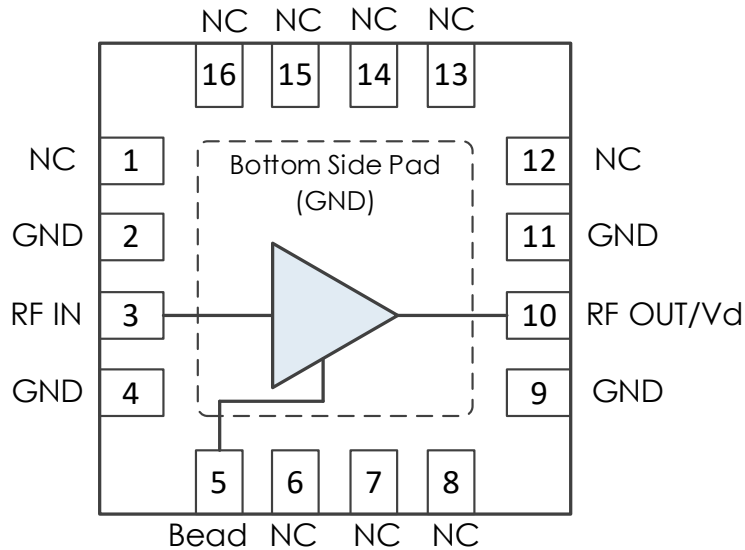 NC NC NC NC
16 15 14 13
NC 1 12 NC
Bottom Side Pad
(GND)
GND 2 11 GND
RF IN 3 10 RF OUT/Vd
GND 4 9 GND
5 6 7 8
Bead NC NC NC